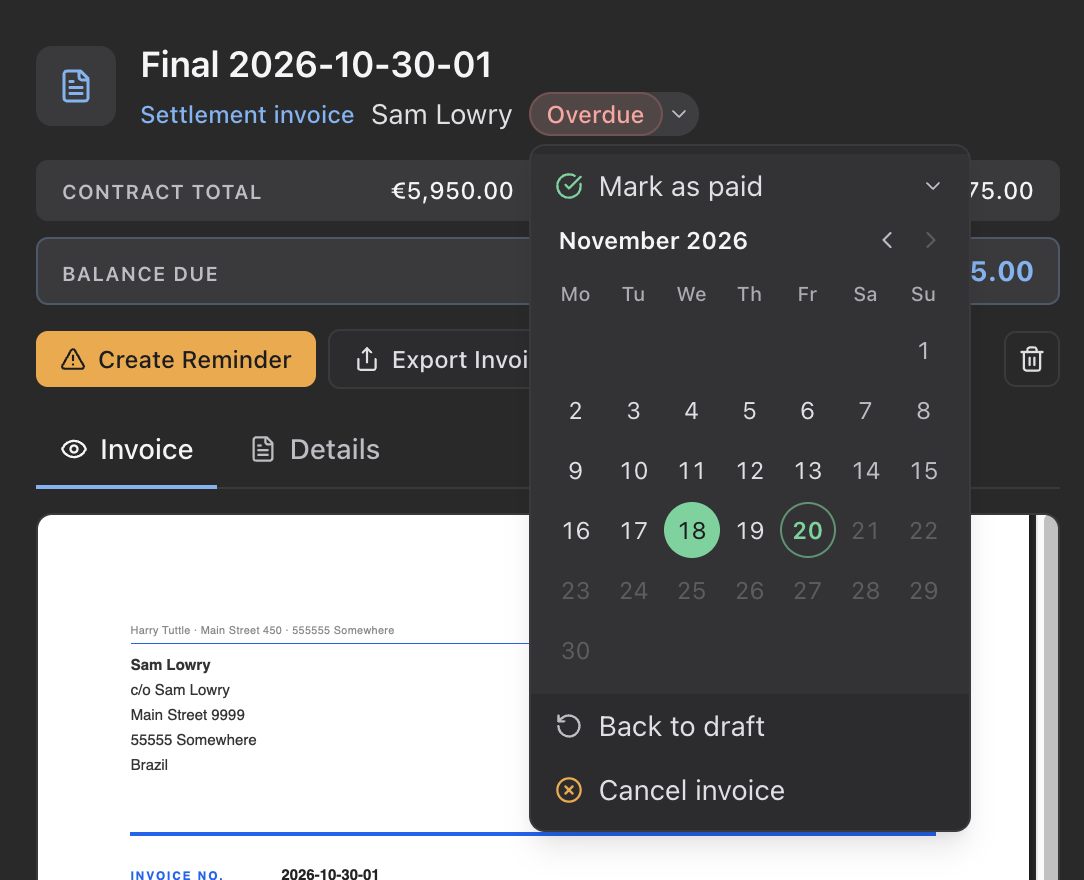 Final 2026-10-30-01
Settlement invoice Sam Lowry Overdue
CONTRACT TOTAL €5,950.00 75.00
BALANCE DUE 5.00
Create Reminder Export Invoi
Invoice Details
Mark as paid
November 2026
Mo Tu We Th Fr Sa Su
1
2 3 4 5 6 7 8
9 10 11 12 13 14 15
16 17 18 19 20 21 22
23 24 25 26 27 28 29
30
Back to draft
Cancel invoice
Harry Tuttle · Main Street 450 · 555555 Somewhere
Sam Lowry
c/o Sam Lowry
Main Street 9999
55555 Somewhere
Brazil
INVOICE NO. 2026-10-30-01